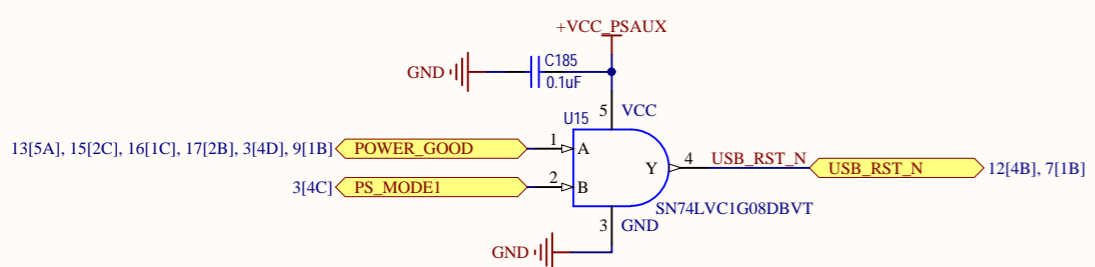 +VCC_PSAUX
GND
C185
0.1uF
U15
5
VCC
13[5A], 15[2C], 16[1C], 17[2B], 3[4D], 9[1B]
POWER_GOOD
1
A
Y
4
USB_RST_N
USB_RST_N
12[4B], 7[1B]
3[4C]
PS_MODE1
2
B
SN74LVC1G08DBVT
3
GND
GND